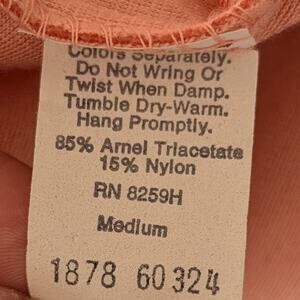 Colors Separately.
Do Not Wring Or
Twist When Damp.
Tumble Dry-Warm.
Hang Promptly.
85% Arnel Triacetate
15% Nylon
RN 8259H
Medium
1878 60324